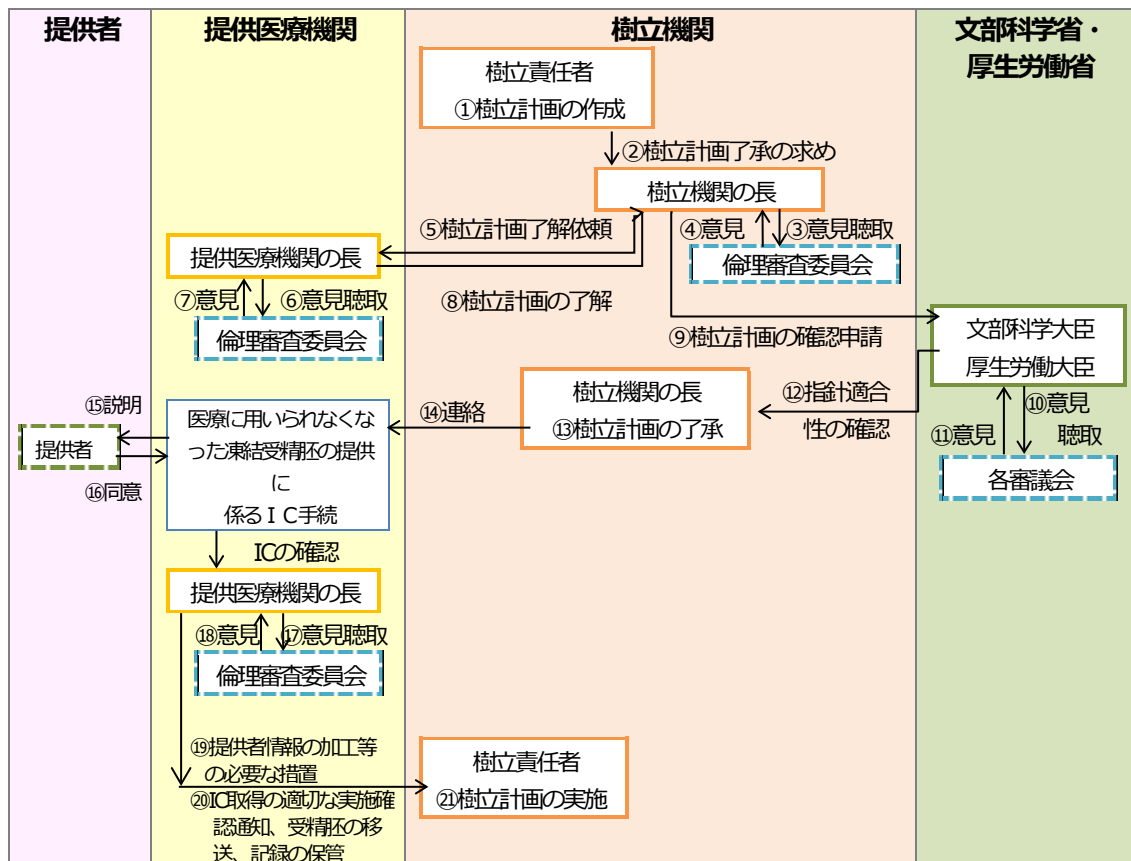 提供者
提供医療機関
樹立機関
文部科学省・
厚生労働省
樹立責任者
①樹立計画の作成
②樹立計画了承の求め
樹立機関の長
④意見
③意見聴取
倫理審査委員会
⑤樹立計画了解依頼
提供医療機関の長
⑦意見
⑥意見聴取
倫理審査委員会
⑧樹立計画の了解
⑨樹立計画の確認申請
文部科学大臣
厚生労働大臣
⑩意見
聴取
⑪意見
各審議会
⑫指針適合
性の確認
樹立機関の長
⑬樹立計画の了承
⑭連絡
医療に用いられなくな
った凍結受精胚の提供
に
係るIC手続
⑮説明
提供者
⑯同意
ICの確認
提供医療機関の長
⑱意見
⑰意見聴取
倫理審査委員会
⑲提供者情報の加工等
の必要な措置
⑳IC取得の適切な実施確
認通知、受精胚の移
送、記録の保管
樹立責任者
㉑樹立計画の実施